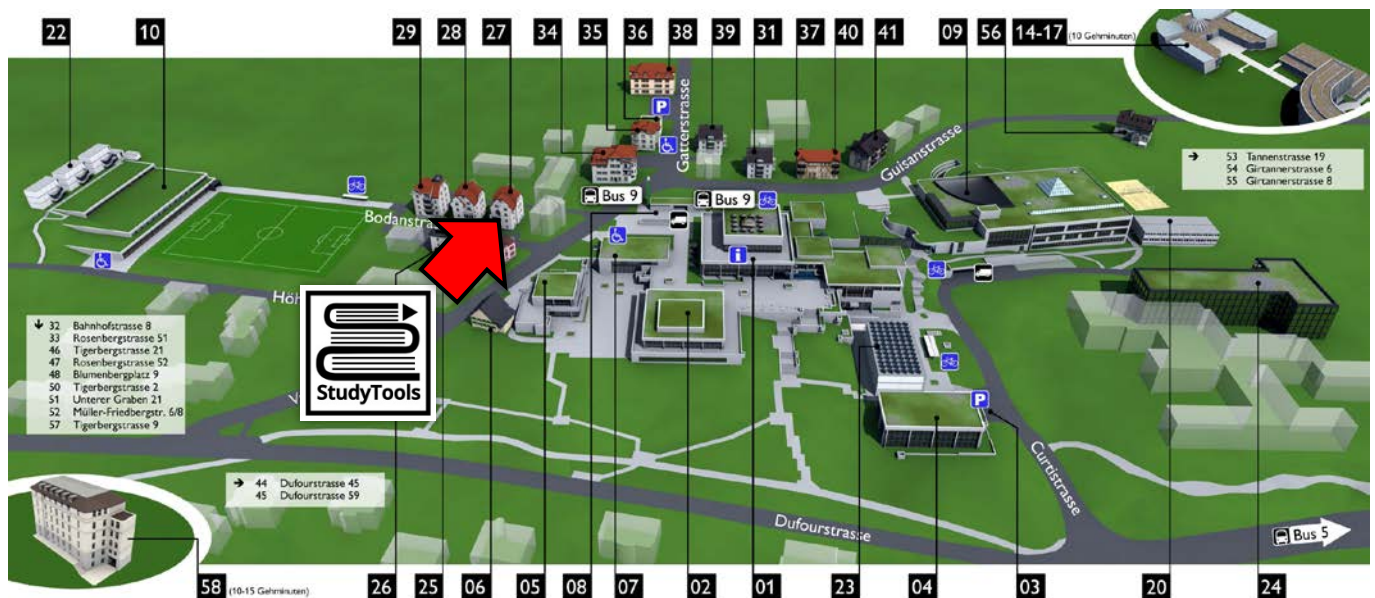 22
10
29
28
27
34
35
36
38
39
31
37
40
41
09
56
14-17 (10 Gehminuten)
P
Gatterstrasse
Guisanstrasse
Bus 9
Bus 9
Bodanstra
i
→ 53 Tannenstrasse 19
54 Girtannerstrasse 6
55 Girtannerstrasse 8
Höh
StudyTools
↓ 32 Bahnhofstrasse 8
33 Rosenbergstrasse 51
46 Tigerbergstrasse 21
47 Rosenbergstrasse 52
48 Blumenbergplatz 9
50 Tigerbergstrasse 2
51 Unterer Graben 21
52 Müller-Friedbergstr. 6/8
57 Tigerbergstrasse 9
P
Curtistrasse
→ 44 Dufourstrasse 45
45 Dufourstrasse 59
Dufourstrasse
Bus 5
58 (10-15 Gehminuten)
26
25
06
27
05
08
07
02
01
23
04
03
20
24